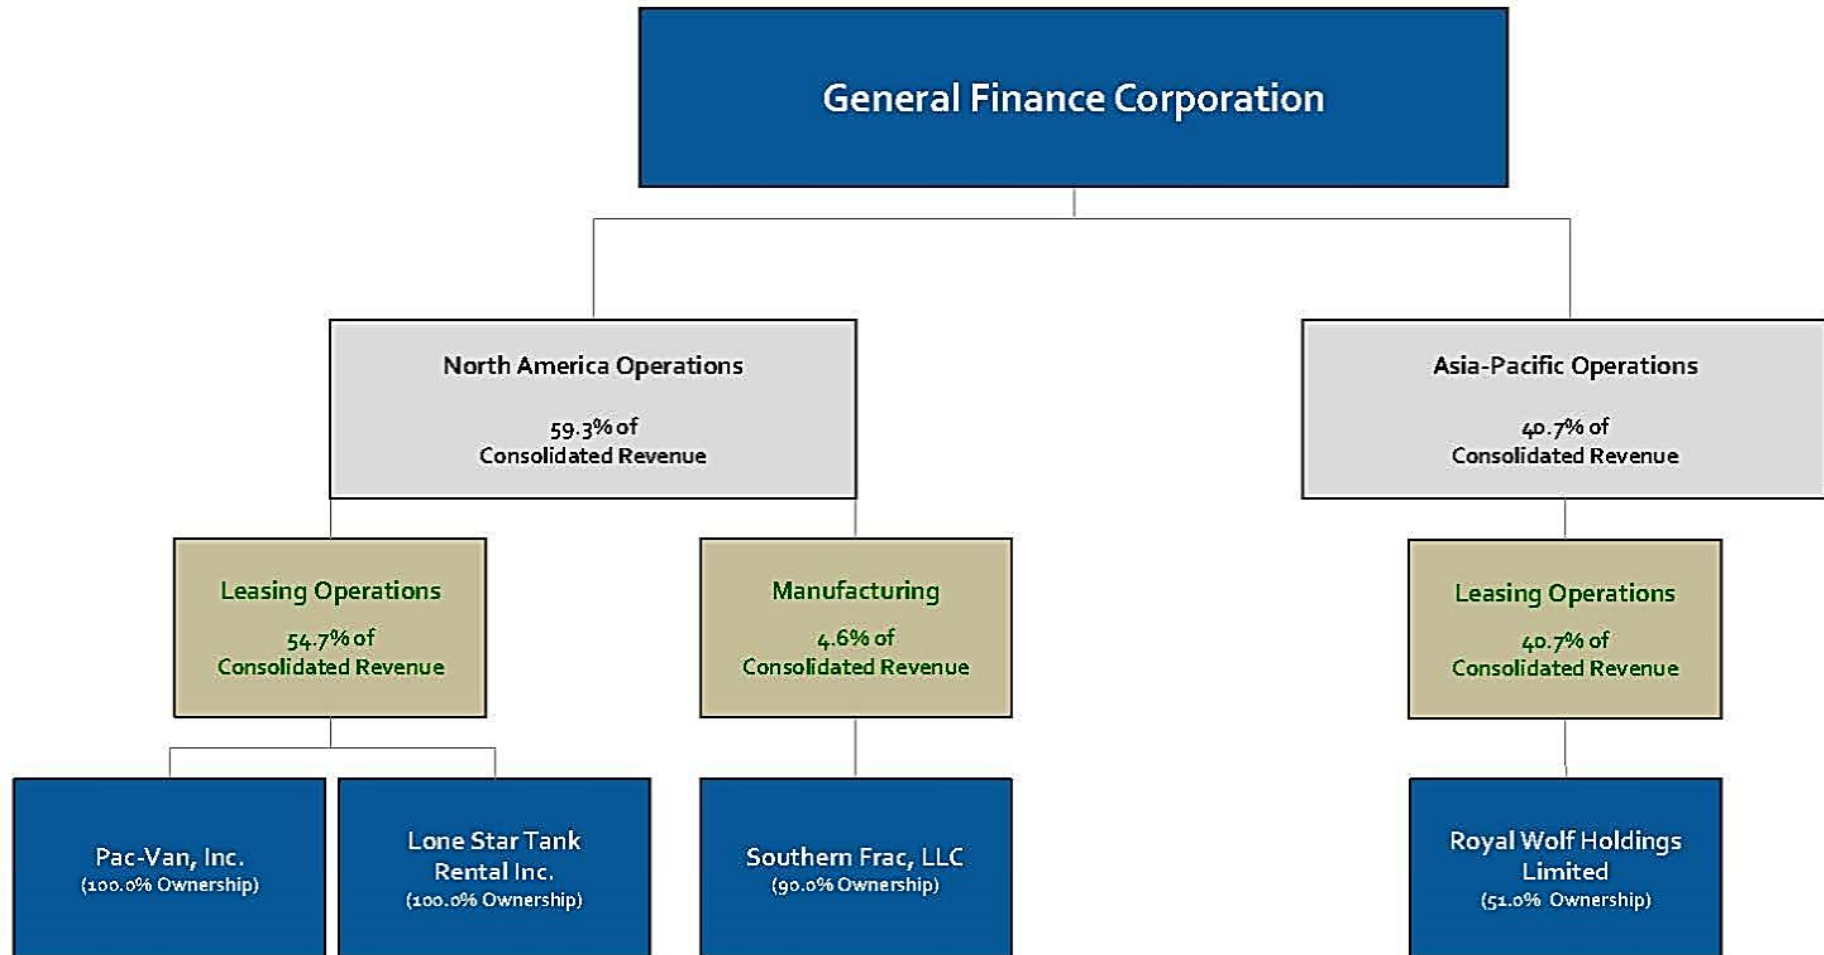 General Finance Corporation
North America Operations
59.3% of
Consolidated Revenue
Asia-Pacific Operations
40.7% of
Consolidated Revenue
Leasing Operations
54.7% of
Consolidated Revenue
Manufacturing
4.6% of
Consolidated Revenue
Leasing Operations
40.7% of
Consolidated Revenue
Pac-Van, Inc.
(100.0% Ownership)
Lone Star Tank
Rental Inc.
(100.0% Ownership)
Southern Frac, LLC
(90.0% Ownership)
Royal Wolf Holdings
Limited
(51.0% Ownership)